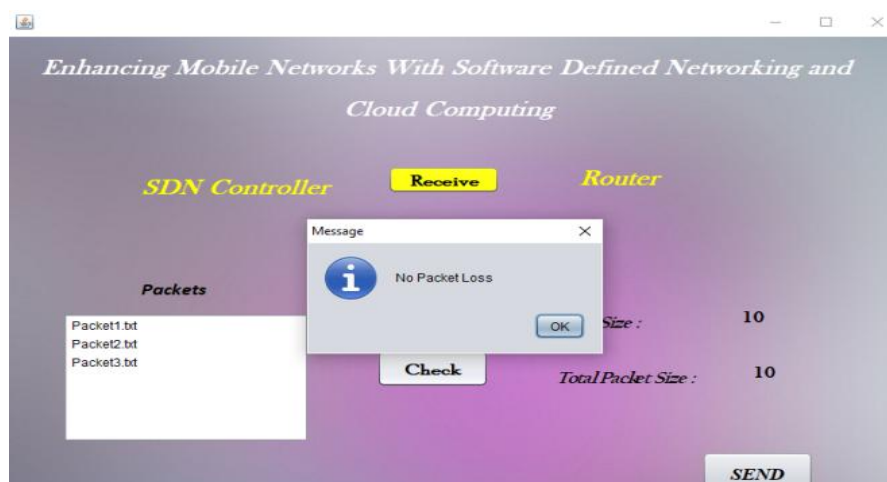 Enhancing Mobile Networks With Software Defined Networking and
Cloud Computing
SDN Controller
Receive
Router
Message
No Packet Loss
OK
Packets
Packet1.txt
Packet2.txt
Packet3.txt
Size :
10
Check
Total Packet Size :
10
SEND